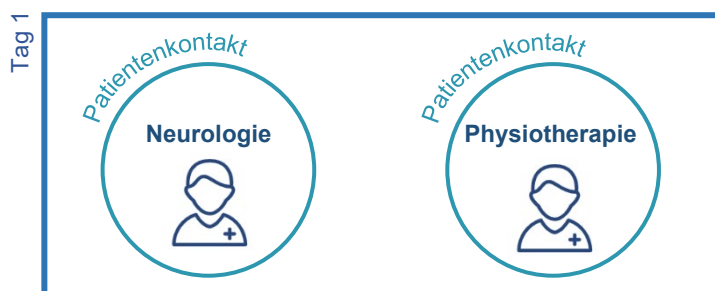 Tag 1
Patientenkontakt
Neurologie
Patientenkontakt
Physiotherapie